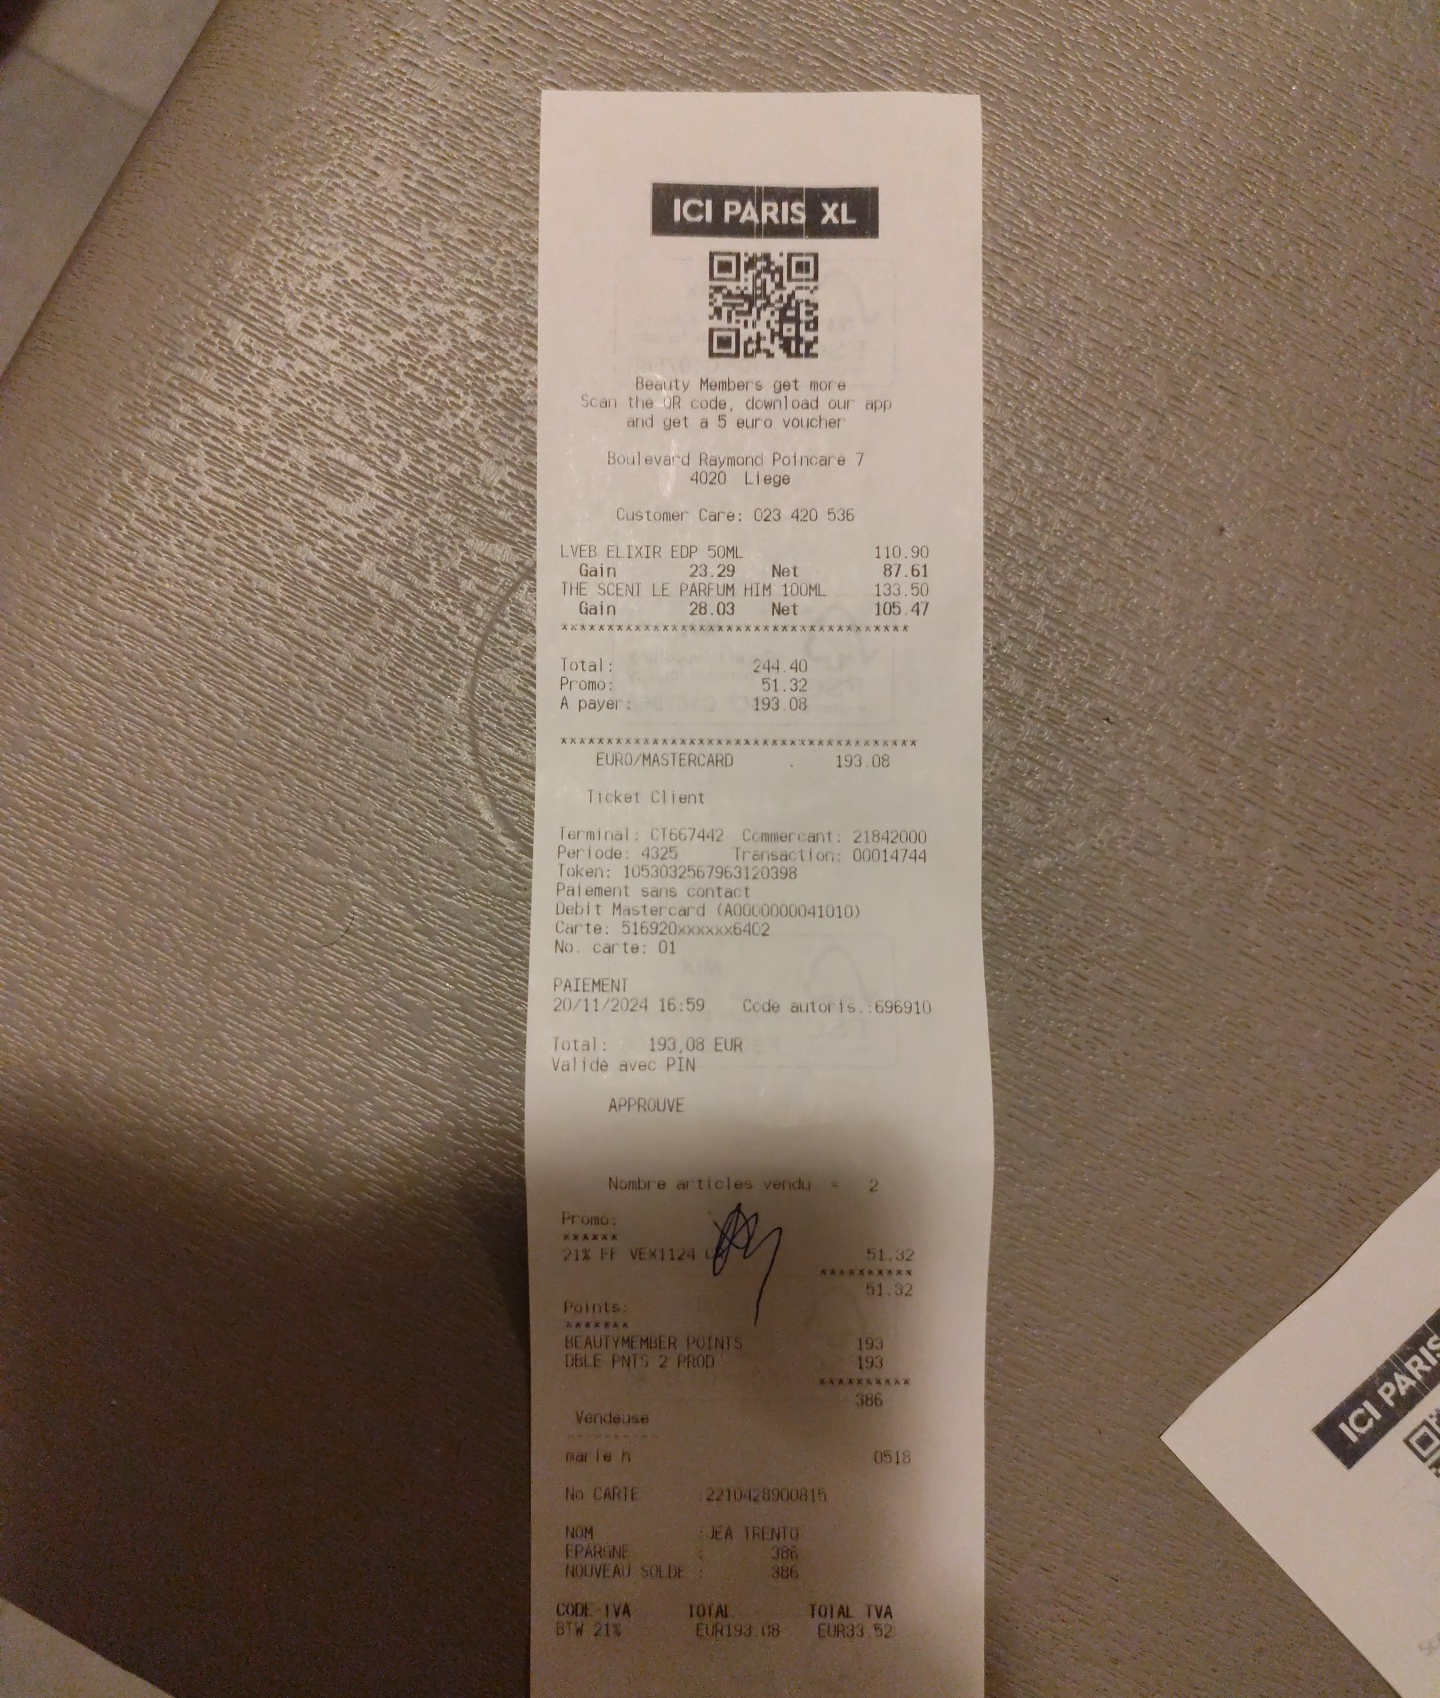 ICI PARIS XL
Beauty Members get more
Scan the QR code, download our app
and get a 5 euro voucher
Boulevard Raymond Poincare 7
4020 Liege
Customer Care: 023 420 536
LVEB ELIXIR EDP 50ML 110.90
Gain 23.29 Net 87.61
THE SCENT LE PARFUM HIM 100ML 133.50
Gain 28.03 Net 105.47
**************************************
Total: 244.40
Promo: 51.32
A payer: 193.08
***************************************
EURO/MASTERCARD . 193.08
Ticket Client
Terminal: CT667442 Commercant: 21842000
Periode: 4325 Transaction: 00014744
Token: 1053032567963120398
Paiement sans contact
Debit Mastercard (A0000000041010)
Carte: 516920xxxxxx6402
No. carte: 01
PAIEMENT
20/11/2024 16:59 Code autoris.:696910
Total: 193,08 EUR
Validé avec PIN
APPROUVE
Nombre articles vendu = 2
Promo:
******
21% FF VEK1124 51.32
**********
51.32
Points:
*******
BEAUTYMEMBER POINTS 193
DBLE PNTS 2 PROD 193
**********
386
Vendeuse
----------
marie h 0518
No CARTE :2210428900815
NOM :JEA TRENTO
EPARGNE : 386
NOUVEAU SOLDE : 386
CODE-TVA TOTAL TOTAL TVA
BTW 21% EUR193.08 EUR33.52
ICI PARIS